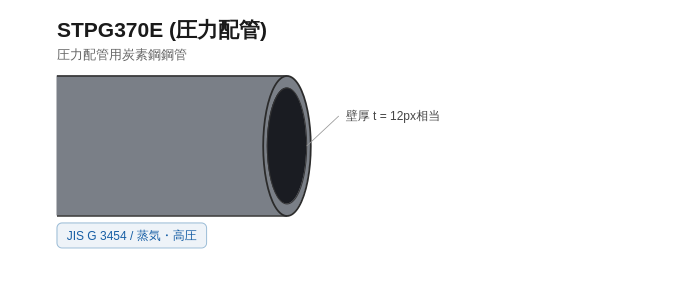 STPG370E (圧力配管)
圧力配管用炭素鋼鋼管
壁厚 t = 12px相当
JIS G 3454 / 蒸気・高圧